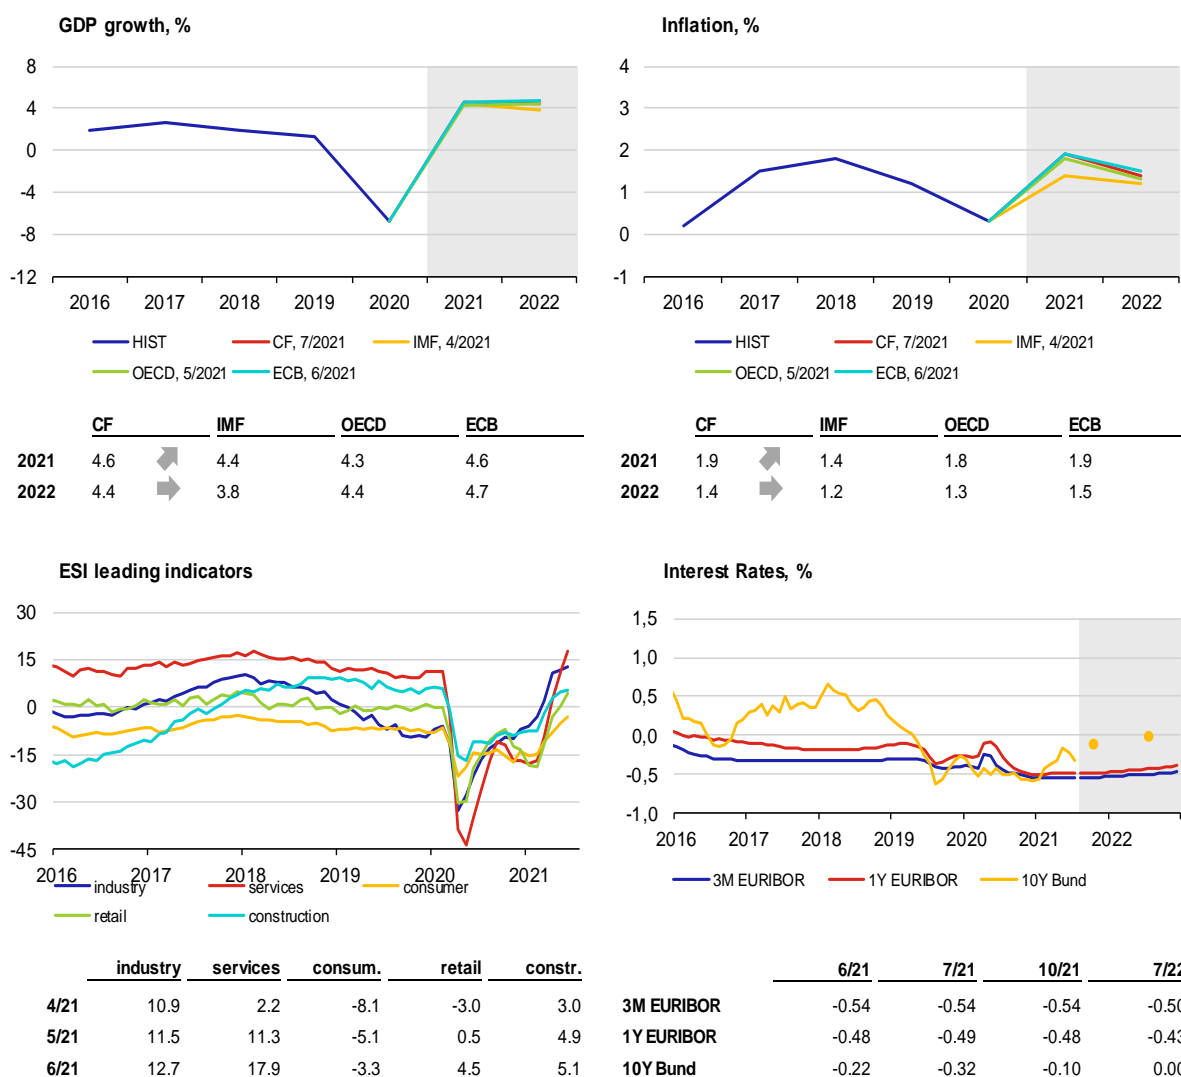 GDP growth, %
8
4
0
-4
-8
-12
2016 2017 2018 2019 2020 2021 2022
HIST CF, 7/2021 IMF, 4/2021
OECD, 5/2021 ECB, 6/2021
CF IMF OECD ECB
2021 4.6 4.4 4.3 4.6
2022 4.4 3.8 4.4 4.7
Inflation, %
4
3
2
1
0
-1
2016 2017 2018 2019 2020 2021 2022
HIST CF, 7/2021 IMF, 4/2021
OECD, 5/2021 ECB, 6/2021
CF IMF OECD ECB
2021 1.9 1.4 1.8 1.9
2022 1.4 1.2 1.3 1.5
ESI leading indicators
30
15
0
-15
-30
-45
2016 2017 2018 2019 2020 2021
industry services consumer
retail construction
industry services consum. retail constr.
4/21 10.9 2.2 -8.1 -3.0 3.0
5/21 11.5 11.3 -5.1 0.5 4.9
6/21 12.7 17.9 -3.3 4.5 5.1
Interest Rates, %
1,5
1,0
0,5
0,0
-0,5
-1,0
2016 2017 2018 2019 2020 2021 2022
3M EURIBOR 1Y EURIBOR 10Y Bund
6/21 7/21 10/21 7/22
3M EURIBOR -0.54 -0.54 -0.54 -0.50
1Y EURIBOR -0.48 -0.49 -0.48 -0.43
10Y Bund -0.22 -0.32 -0.10 0.00